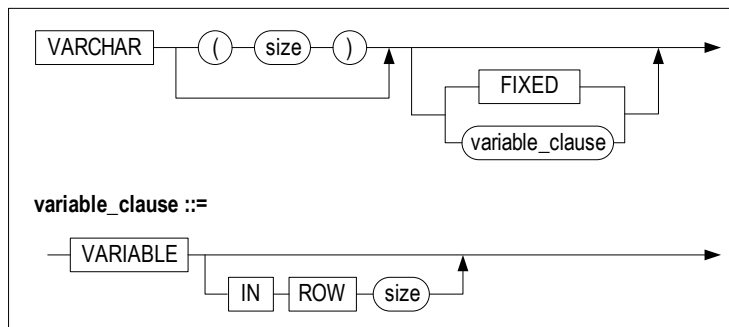 VARCHAR ( size )
FIXED
variable_clause
variable_clause ::=
VARIABLE
IN ROW size